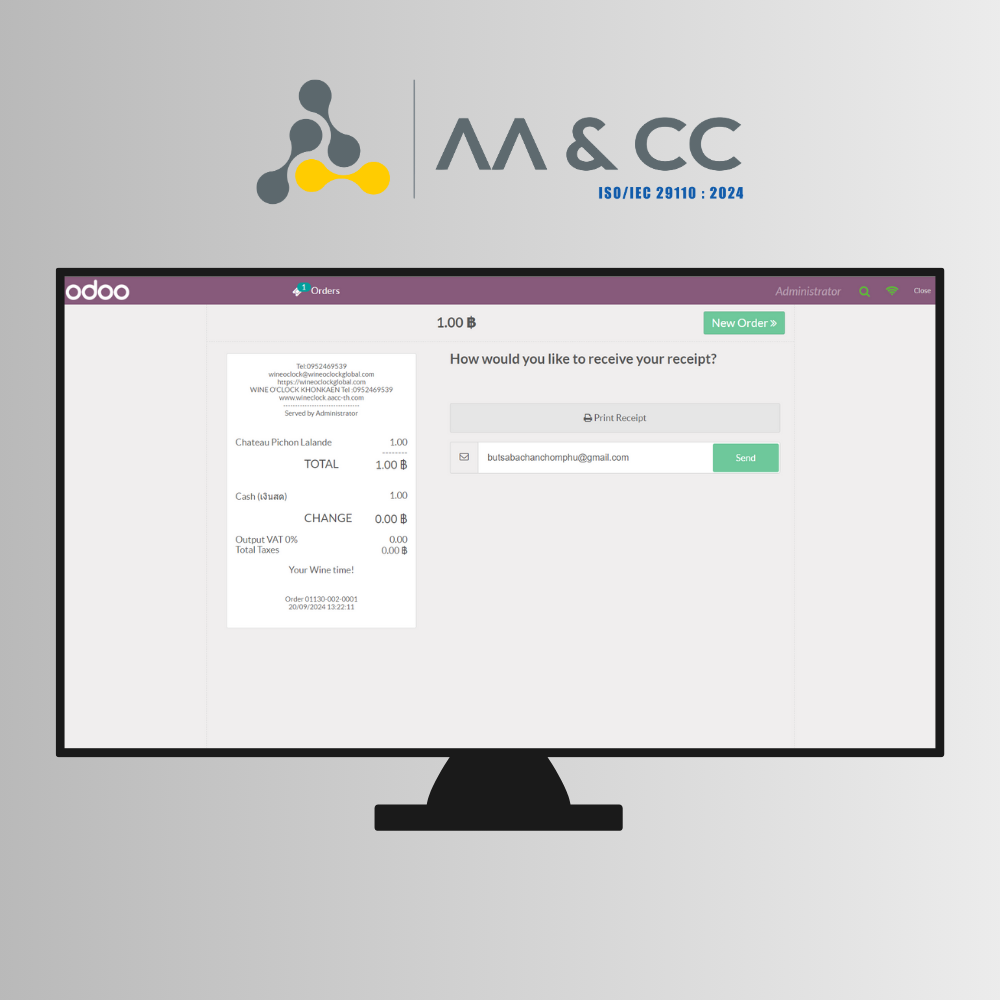 AA & CC
ISO/IEC 29110 : 2024
odoo
1
Orders
Administrator
Close
1.00 ฿
New Order »
Tel:0952469539
wineoclock@wineoclockglobal.com
https://wineoclockglobal.com
WINE O'CLOCK KHONKAEN Tel :0952469539
www.wineclock.aacc-th.com
--------------------------------
Served by Administrator
Chateau Pichon Lalande 1.00
--------
TOTAL 1.00 ฿
Cash (เงินสด) 1.00
CHANGE 0.00 ฿
Output VAT 0% 0.00
Total Taxes 0.00 ฿
Your Wine time!
Order 01130-002-0001
20/09/2024 13:22:11
How would you like to receive your receipt?
Print Receipt
butsabachanchomphu@gmail.com
Send